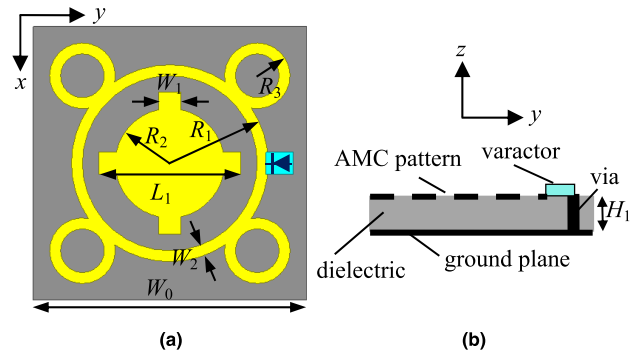 y
x
W1
R3
R2
R1
L1
W2
W0
(a)
z
y
varactor
AMC pattern
via
H1
dielectric
ground plane
(b)